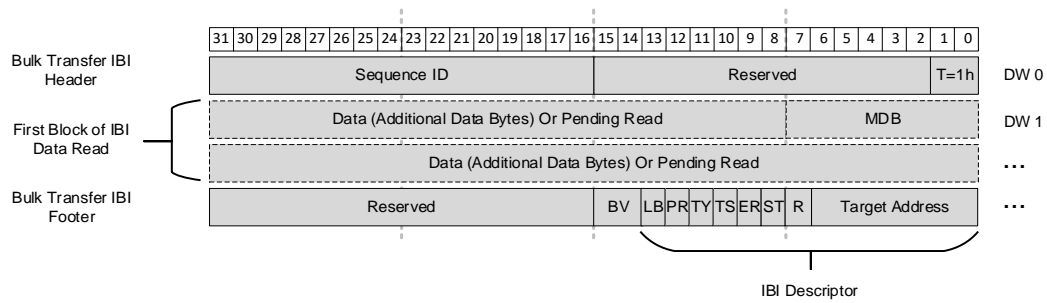 31 30 29 28 27 26 25 24 23 22 21 20 19 18 17 16 15 14 13 12 11 10 9 8 7 6 5 4 3 2 1 0
Bulk Transfer IBI
Header
Sequence ID Reserved T=1h DW 0
First Block of IBI
Data Read
Data (Additional Data Bytes) Or Pending Read MDB DW 1
Data (Additional Data Bytes) Or Pending Read ...
Bulk Transfer IBI
Footer
Reserved BV LB PR TY TS ER ST R Target Address ...
IBI Descriptor